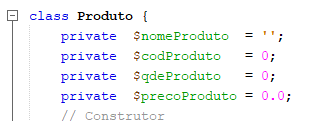 class Produto {
private $nomeProduto = '';
private $codProduto = 0;
private $qdeProduto = 0;
private $precoProduto = 0.0;
// Construtor